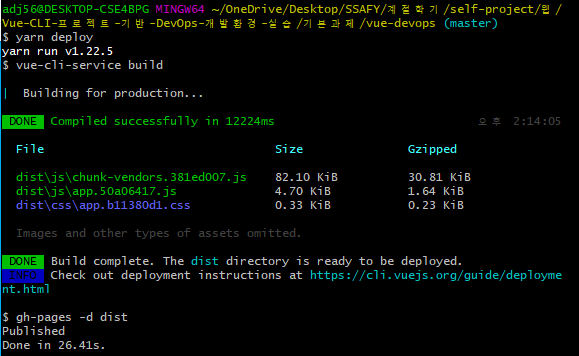 adj56@DESKTOP-CSE4BPG MINGW64 ~/OneDrive/Desktop/SSAFY/계절학기/self-project/웹/
Vue-CLI-프로젝트-기반-DevOps-개발환경-실습/기본과제/vue-devops (master)
$ yarn deploy
yarn run v1.22.5
$ vue-cli-service build
|  Building for production...
DONE  Compiled successfully in 12224ms 오후 2:14:05
File Size Gzipped
dist\js\chunk-vendors.381ed007.js 82.10 KiB 30.81 KiB
dist\js\app.50a06417.js 4.70 KiB 1.64 KiB
dist\css\app.b11380d1.css 0.33 KiB 0.23 KiB
Images and other types of assets omitted.
DONE  Build complete. The dist directory is ready to be deployed.
INFO  Check out deployment instructions at https://cli.vuejs.org/guide/deployme
nt.html
$ gh-pages -d dist
Published
Done in 26.41s.